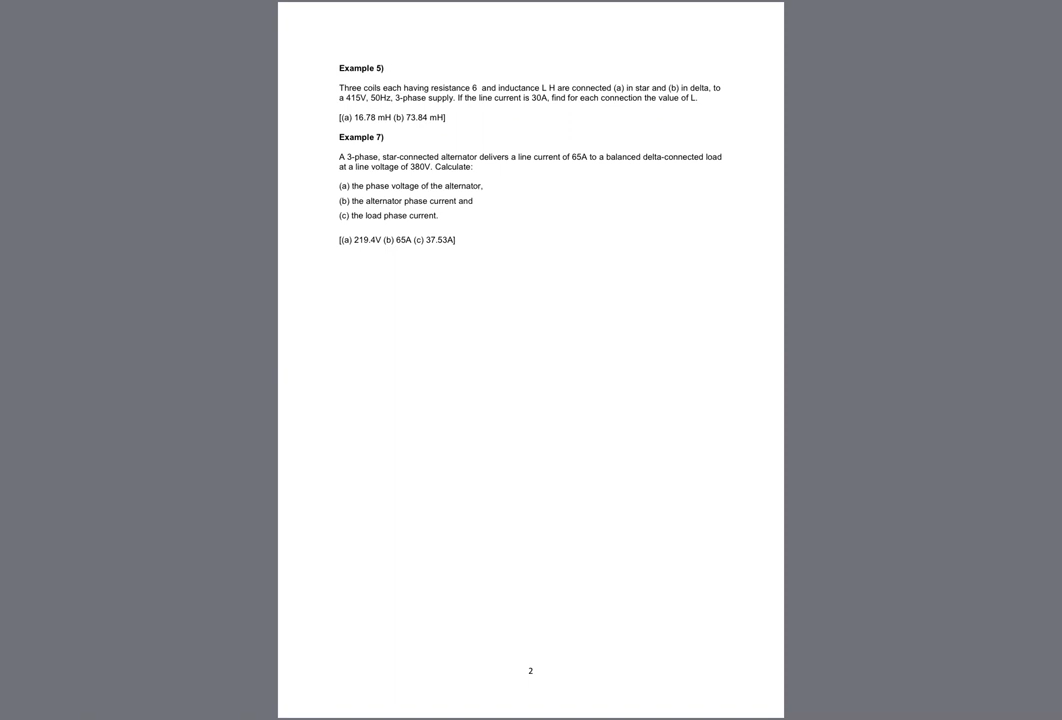 Example 5)
Three coils each having resistance 6  and inductance L H are connected (a) in star and (b) in delta, to
a 415V, 50Hz, 3-phase supply. If the line current is 30A, find for each connection the value of L.
[(a) 16.78 mH (b) 73.84 mH]
Example 7)
A 3-phase, star-connected alternator delivers a line current of 65A to a balanced delta-connected load
at a line voltage of 380V. Calculate:
(a) the phase voltage of the alternator,
(b) the alternator phase current and
(c) the load phase current.
[(a) 219.4V (b) 65A (c) 37.53A]
2